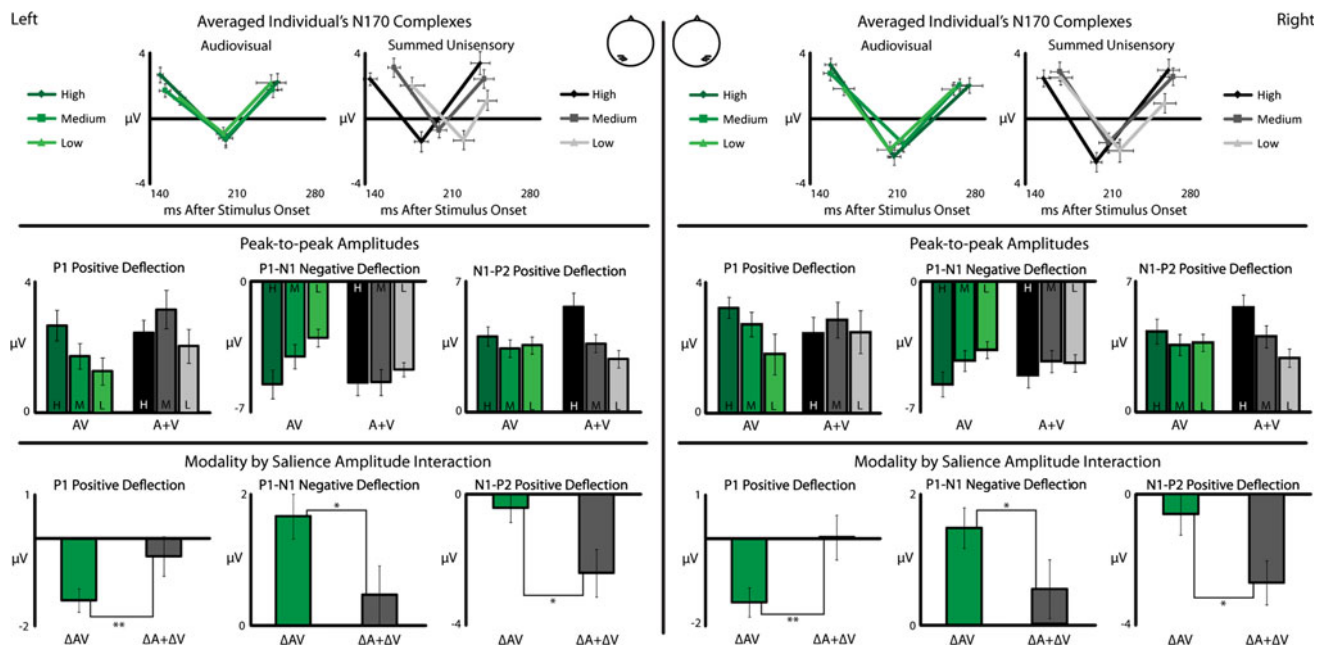 Left
Averaged Individual's N170 Complexes
Audiovisual
Summed Unisensory
4
4
High
Medium
Low
μV
μV
High
Medium
Low
-4
-4
140
210
280
140
210
280
ms After Stimulus Onset
ms After Stimulus Onset
Peak-to-peak Amplitudes
P1 Positive Deflection
P1-N1 Negative Deflection
N1-P2 Positive Deflection
4
0
7
H
M
L
H
M
L
μV
μV
μV
H
M
L
H
M
L
H
M
L
H
M
L
0
-7
0
AV
A+V
AV
A+V
AV
A+V
Modality by Salience Amplitude Interaction
P1 Positive Deflection
P1-N1 Negative Deflection
N1-P2 Positive Deflection
1
2
0
*
μV
μV
μV
*
**
-2
0
-4
ΔAV
ΔA+ΔV
ΔAV
ΔA+ΔV
ΔAV
ΔA+ΔV
Right
Averaged Individual's N170 Complexes
Audiovisual
Summed Unisensory
4
4
High
Medium
Low
μV
μV
High
Medium
Low
-4
4
140
210
280
140
210
280
ms After Stimulus Onset
ms After Stimulus Onset
Peak-to-peak Amplitudes
P1 Positive Deflection
P1-N1 Negative Deflection
N1-P2 Positive Deflection
4
0
7
H
M
L
H
M
L
μV
μV
μV
H
M
L
H
M
L
H
M
L
H
M
L
0
-7
0
AV
A+V
AV
A+V
AV
A+V
Modality by Salience Amplitude Interaction
P1 Positive Deflection
P1-N1 Negative Deflection
N1-P2 Positive Deflection
1
2
0
*
μV
μV
μV
*
**
-2
0
-4
ΔAV
ΔA+ΔV
ΔAV
ΔA+ΔV
ΔAV
ΔA+ΔV